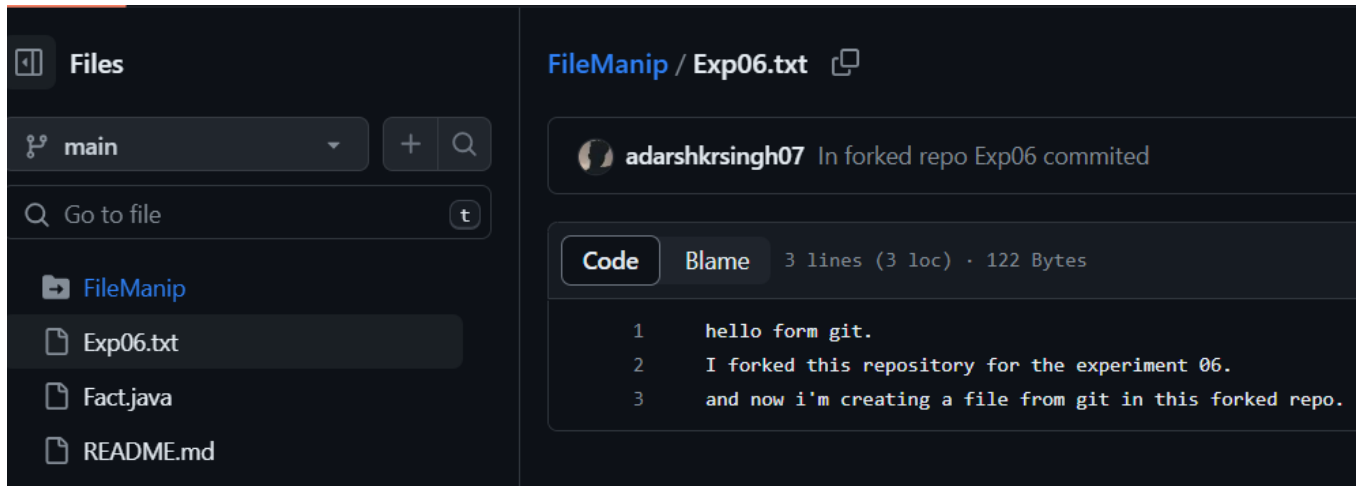 Files
main
Go to file
t
FileManip
Exp06.txt
Fact.java
README.md
FileManip / Exp06.txt
adarshkrsingh07 In forked repo Exp06 commited
Code Blame 3 lines (3 loc) · 122 Bytes
1 hello form git.
2 I forked this repository for the experiment 06.
3 and now i'm creating a file from git in this forked repo.